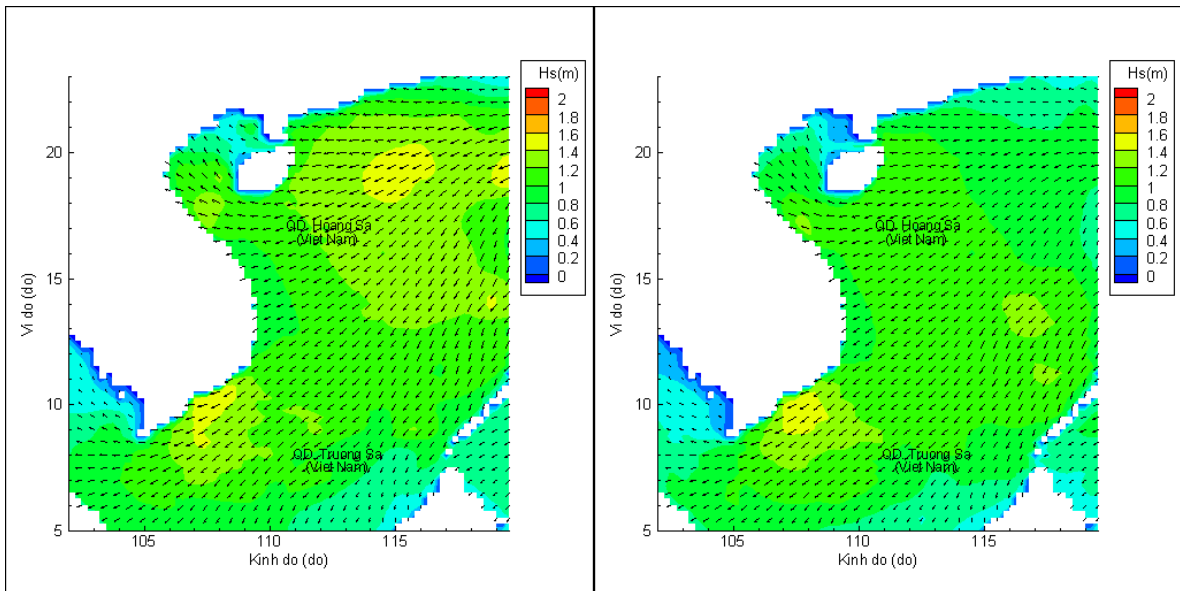 Hs(m)
2
1.8
1.6
1.4
1.2
1
0.8
0.6
0.4
0.2
0
20
15
10
5
Vi do (do)
105
110
115
Kinh do (do)
QD. Hoang Sa
(Viet Nam)
QD. Truong Sa
(Viet Nam)
Hs(m)
2
1.8
1.6
1.4
1.2
1
0.8
0.6
0.4
0.2
0
20
15
10
5
Vi do (do)
105
110
115
Kinh do (do)
QD. Hoang Sa
(Viet Nam)
QD. Truong Sa
(Viet Nam)